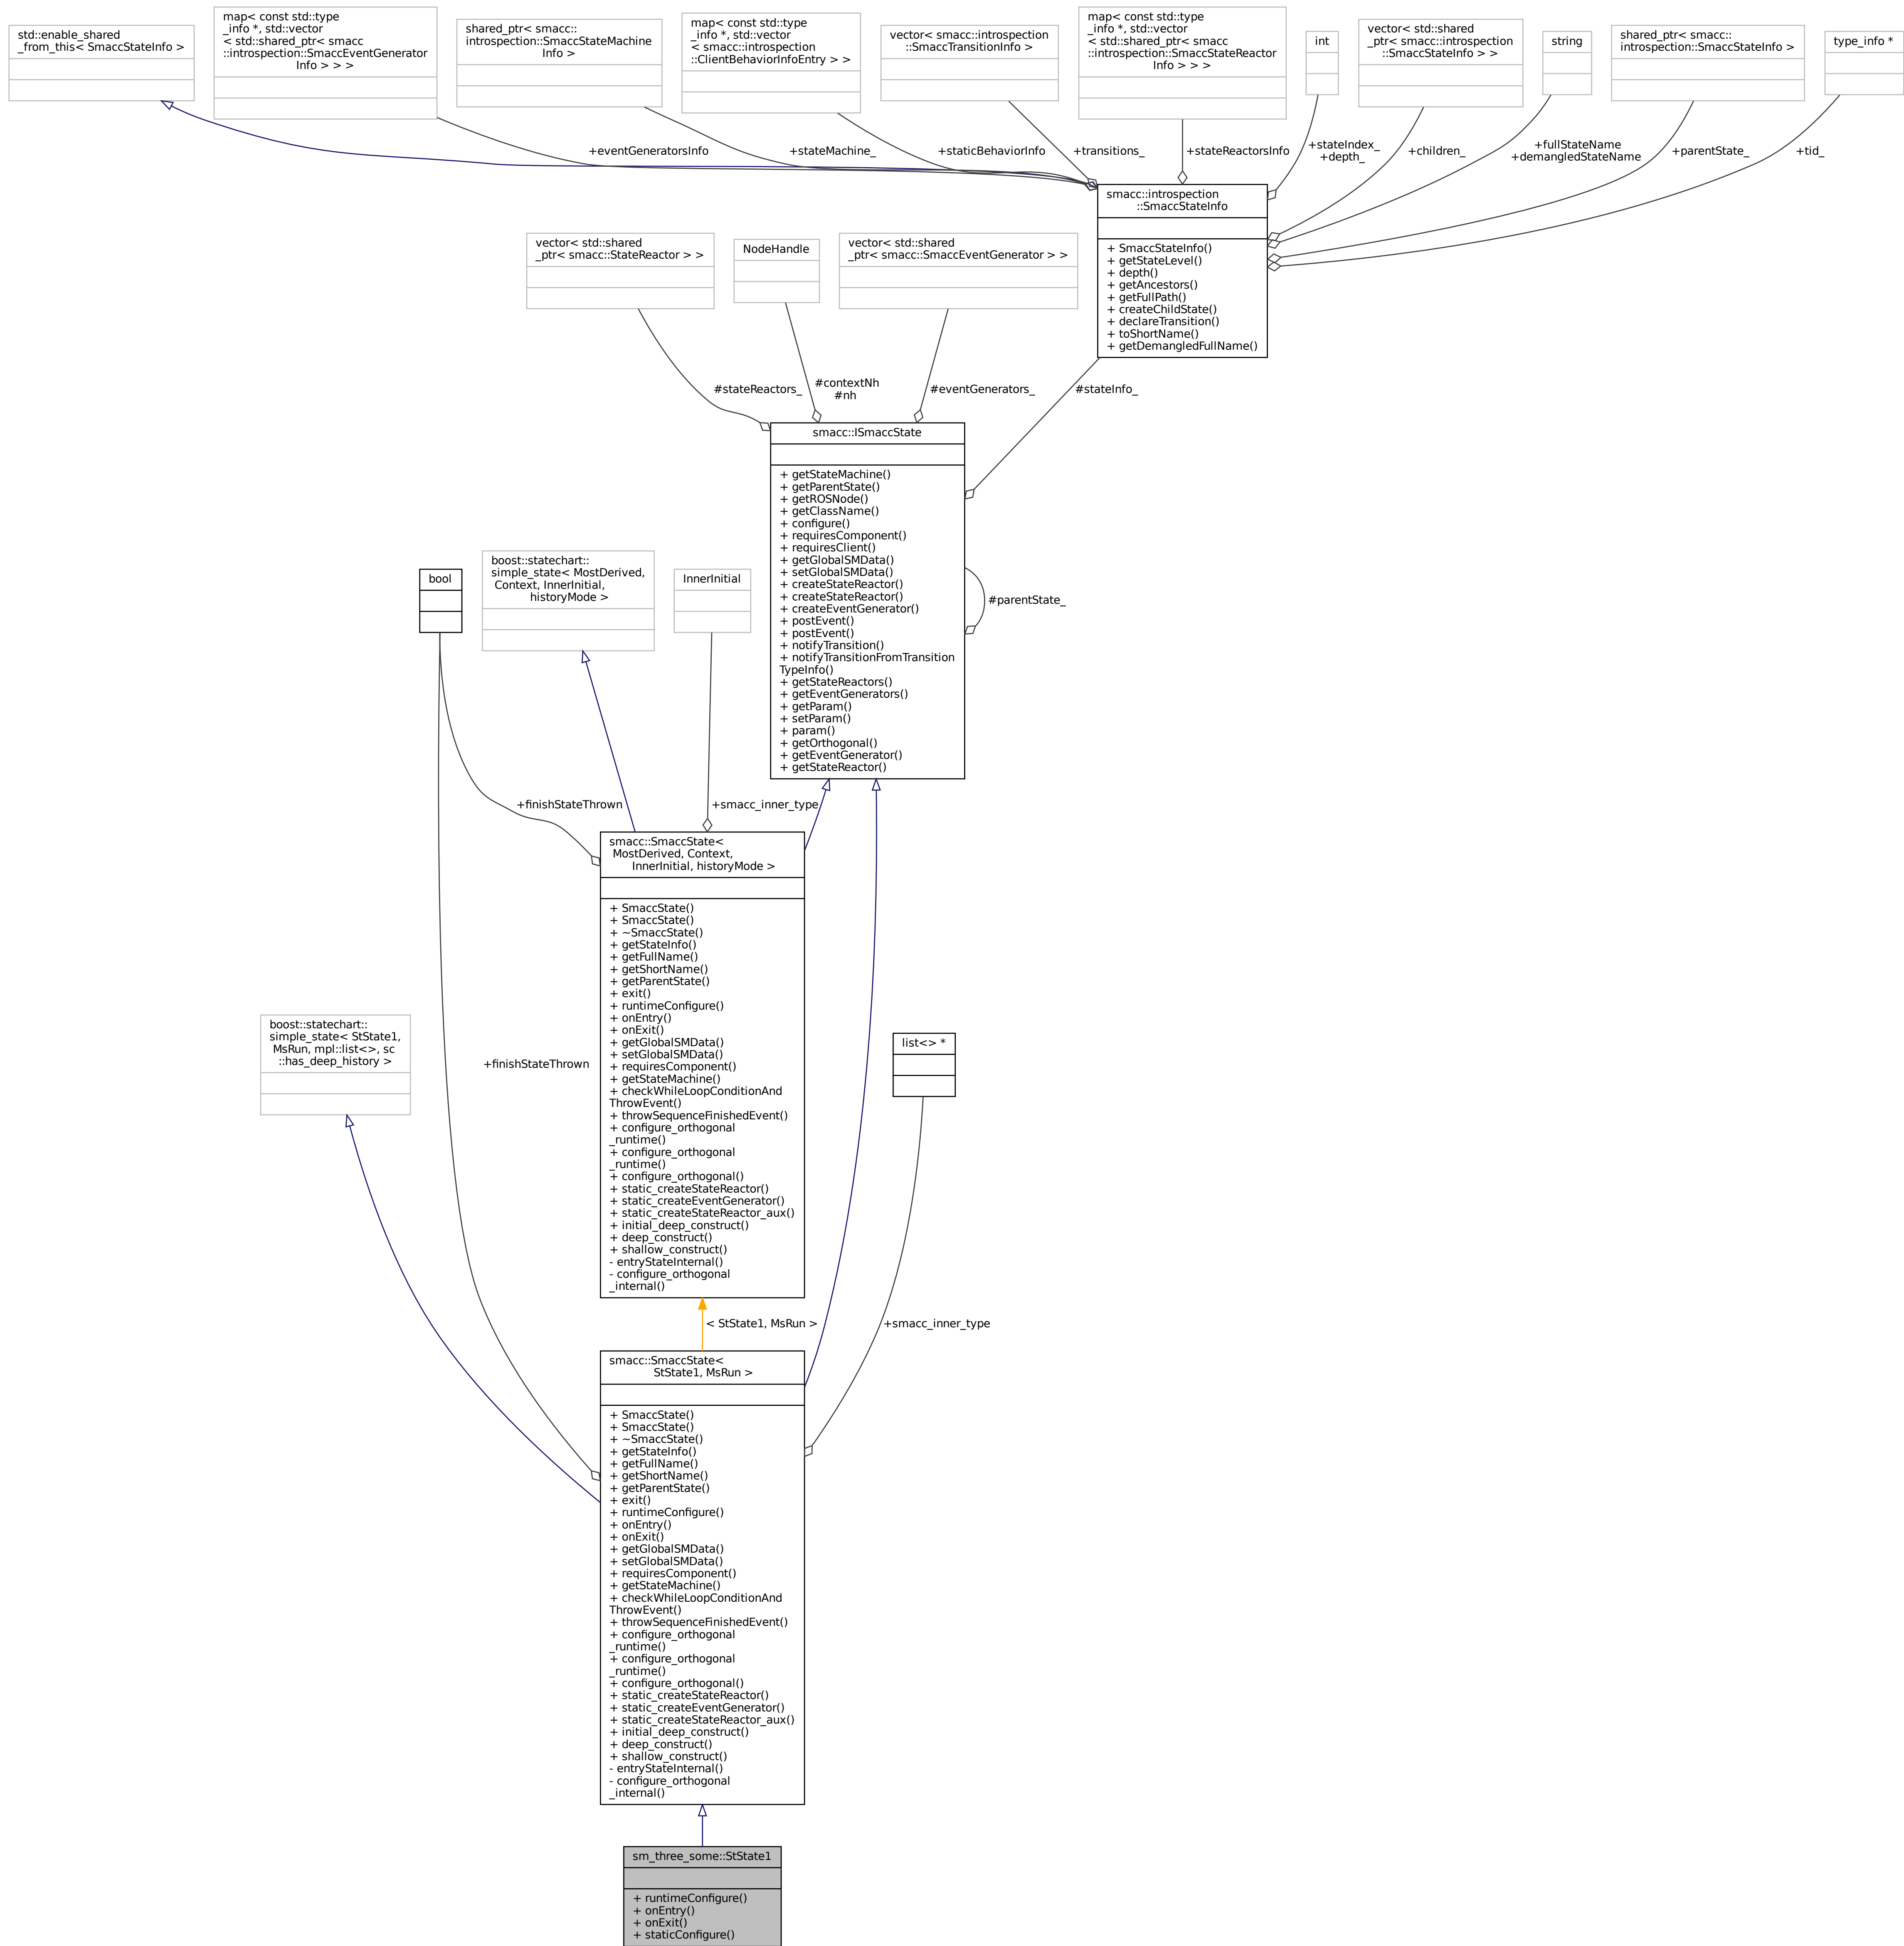 std::enable_shared
_from_this< SmaccStateInfo >
map< const std::type
_info *, std::vector
< std::shared_ptr< smacc
::introspection::SmaccEventGenerator
Info > > >
shared_ptr< smacc::
introspection::SmaccStateMachine
Info >
map< const std::type
_info *, std::vector
< smacc::introspection
::ClientBehaviorInfoEntry > >
vector< smacc::introspection
::SmaccTransitionInfo >
map< const std::type
_info *, std::vector
< std::shared_ptr< smacc
::introspection::SmaccStateReactor
Info > > >
int
vector< std::shared
_ptr< smacc::introspection
::SmaccStateInfo > >
string
shared_ptr< smacc::
introspection::SmaccStateInfo >
type_info *
+eventGeneratorsInfo
+stateMachine_
+staticBehaviorInfo
+transitions_
+stateReactorsInfo
+stateIndex_
+depth_
+children_
+fullStateName
+demangledStateName
+parentState_
+tid_
smacc::introspection
::SmaccStateInfo
+ SmaccStateInfo()
+ getStateLevel()
+ depth()
+ getAncestors()
+ getFullPath()
+ createChildState()
+ declareTransition()
+ toShortName()
+ getDemangledFullName()
vector< std::shared
_ptr< smacc::StateReactor > >
NodeHandle
vector< std::shared
_ptr< smacc::SmaccEventGenerator > >
#stateReactors_
#contextNh
#nh
#eventGenerators_
#stateInfo_
smacc::ISmaccState
+ getStateMachine()
+ getParentState()
+ getROSNode()
+ getClassName()
+ configure()
+ requiresComponent()
+ requiresClient()
+ getGlobalSMData()
+ setGlobalSMData()
+ createStateReactor()
+ createStateReactor()
+ createEventGenerator()
+ postEvent()
+ postEvent()
+ notifyTransition()
+ notifyTransitionFromTransition
TypeInfo()
+ getStateReactors()
+ getEventGenerators()
+ getParam()
+ setParam()
+ param()
+ getOrthogonal()
+ getEventGenerator()
+ getStateReactor()
#parentState_
bool
boost::statechart::
simple_state< MostDerived,
Context, InnerInitial,
historyMode >
InnerInitial
+finishStateThrown
+smacc_inner_type
smacc::SmaccState<
MostDerived, Context,
InnerInitial, historyMode >
+ SmaccState()
+ SmaccState()
+ ~SmaccState()
+ getStateInfo()
+ getFullName()
+ getShortName()
+ getParentState()
+ exit()
+ runtimeConfigure()
+ onEntry()
+ onExit()
+ getGlobalSMData()
+ setGlobalSMData()
+ requiresComponent()
+ getStateMachine()
+ checkWhileLoopConditionAnd
ThrowEvent()
+ throwSequenceFinishedEvent()
+ configure_orthogonal
_runtime()
+ configure_orthogonal
_runtime()
+ configure_orthogonal()
+ static_createStateReactor()
+ static_createEventGenerator()
+ static_createStateReactor_aux()
+ initial_deep_construct()
+ deep_construct()
+ shallow_construct()
- entryStateInternal()
- configure_orthogonal
_internal()
boost::statechart::
simple_state< StState1,
MsRun, mpl::list<>, sc
::has_deep_history >
+finishStateThrown
list<> *
< StState1, MsRun >
+smacc_inner_type
smacc::SmaccState<
StState1, MsRun >
+ SmaccState()
+ SmaccState()
+ ~SmaccState()
+ getStateInfo()
+ getFullName()
+ getShortName()
+ getParentState()
+ exit()
+ runtimeConfigure()
+ onEntry()
+ onExit()
+ getGlobalSMData()
+ setGlobalSMData()
+ requiresComponent()
+ getStateMachine()
+ checkWhileLoopConditionAnd
ThrowEvent()
+ throwSequenceFinishedEvent()
+ configure_orthogonal
_runtime()
+ configure_orthogonal
_runtime()
+ configure_orthogonal()
+ static_createStateReactor()
+ static_createEventGenerator()
+ static_createStateReactor_aux()
+ initial_deep_construct()
+ deep_construct()
+ shallow_construct()
- entryStateInternal()
- configure_orthogonal
_internal()
sm_three_some::StState1
+ runtimeConfigure()
+ onEntry()
+ onExit()
+ staticConfigure()